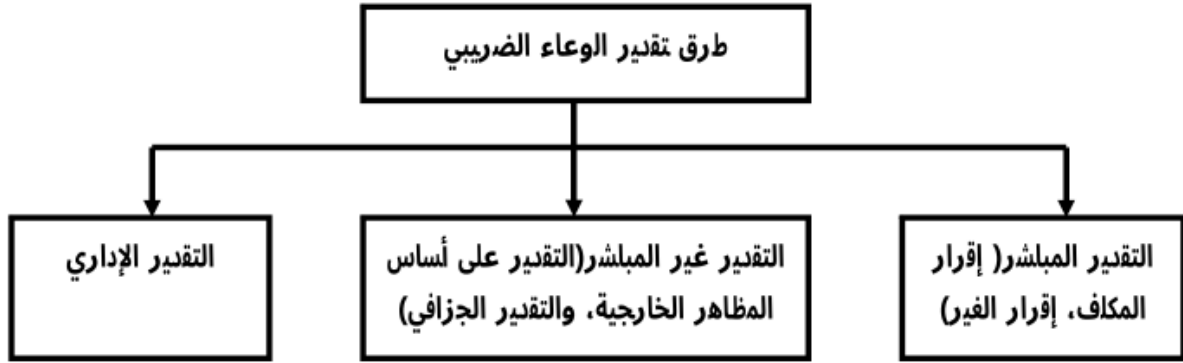 طرق تقدير الوعاء الضريبي
التقدير المباشر( إقرار
المكلف، إقرار الغير)
التقدير غير المباشر(التقدير على أساس
المظاهر الخارجية، والتقدير الجزافي)
التقدير الإداري